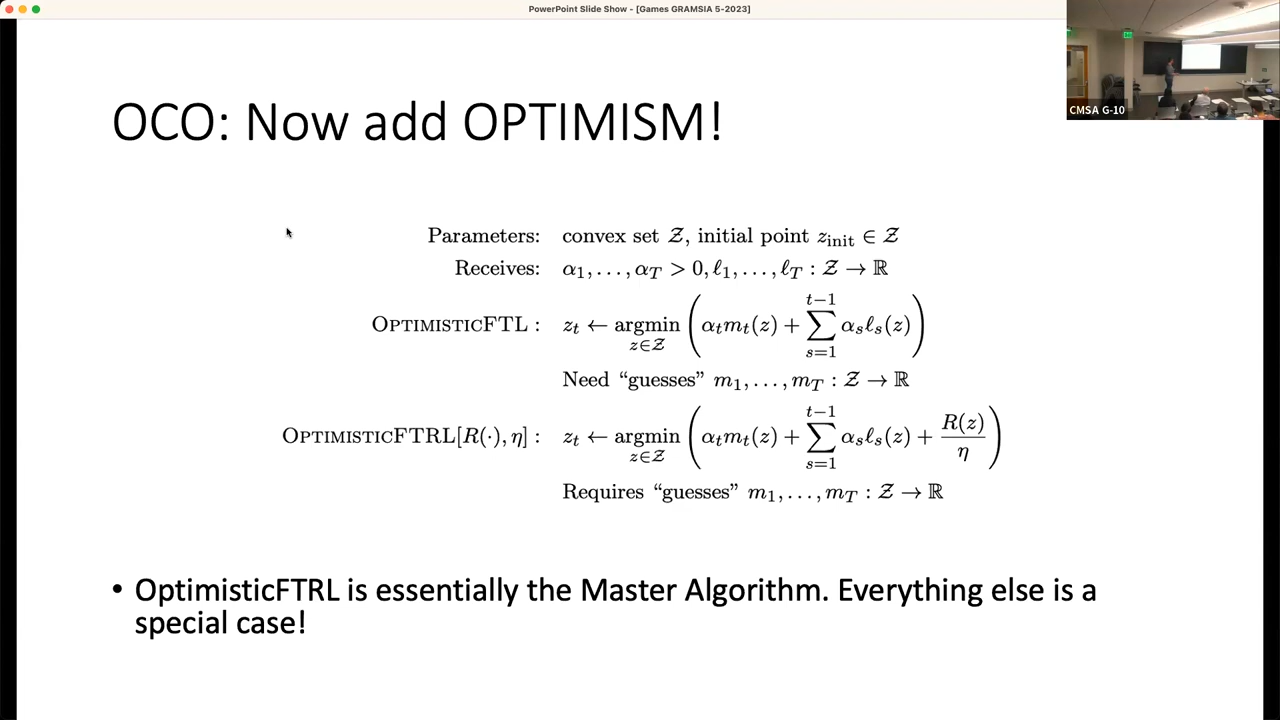 PowerPoint Slide Show - [Games GRAMSIA 5-2023]
CMSA G-10
OCO: Now add OPTIMISM!
Parameters: convex set 𝒵, initial point z_init ∈ 𝒵
Receives: α_1, . . . , α_T > 0, ℓ_1, . . . , ℓ_T : 𝒵 → ℝ
OPTIMISTICFTL : z_t ← argmin_{z∈𝒵} ( α_t m_t(z) + ∑_{s=1}^{t−1} α_s ℓ_s(z) )
Need “guesses” m_1, . . . , m_T : 𝒵 → ℝ
OPTIMISTICFTRL[R(·), η] : z_t ← argmin_{z∈𝒵} ( α_t m_t(z) + ∑_{s=1}^{t−1} α_s ℓ_s(z) + R(z)/η )
Requires “guesses” m_1, . . . , m_T : 𝒵 → ℝ
• OptimisticFTRL is essentially the Master Algorithm. Everything else is a
special case!